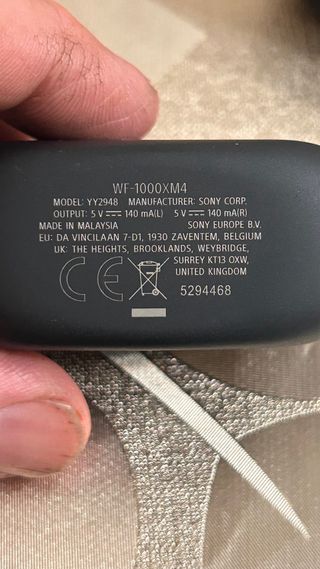 WF-1000XM4
MODEL: YY2948 MANUFACTURER: SONY CORP.
OUTPUT: 5 V ⎓ 140 mA(L) 5 V ⎓ 140 mA(R)
MADE IN MALAYSIA SONY EUROPE B.V.
EU: DA VINCILAAN 7-D1, 1930 ZAVENTEM, BELGIUM
UK: THE HEIGHTS, BROOKLANDS, WEYBRIDGE,
SURREY KT13 0XW,
CE UNITED KINGDOM
5294468